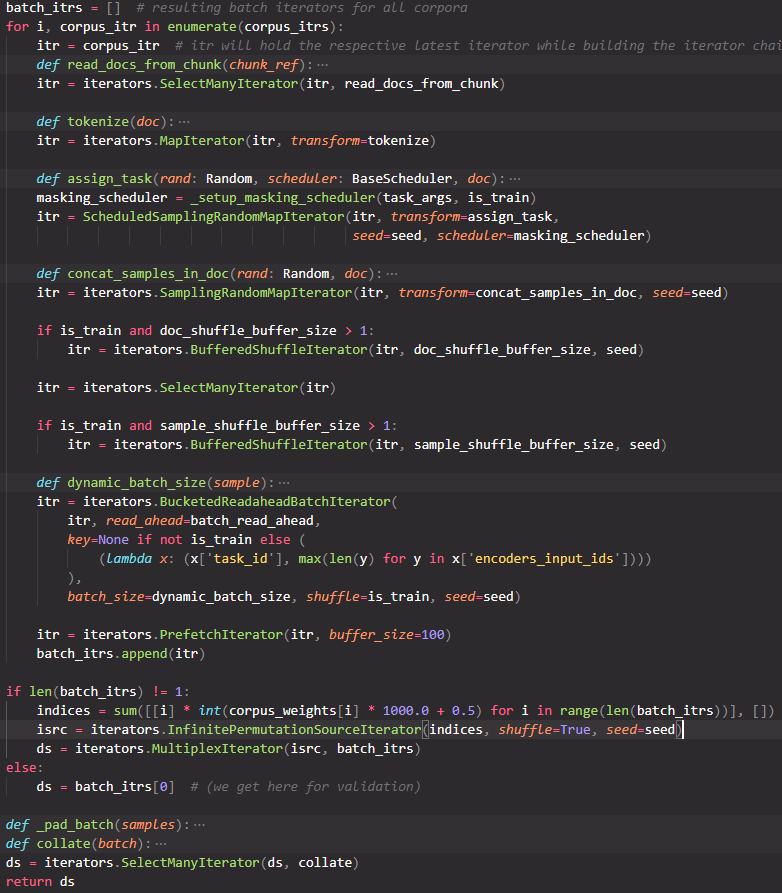 batch_itrs = []  # resulting batch iterators for all corpora
for i, corpus_itr in enumerate(corpus_itrs):
    itr = corpus_itr  # itr will hold the respective latest iterator while building the iterator chai
    def read_docs_from_chunk(chunk_ref):···
    itr = iterators.SelectManyIterator(itr, read_docs_from_chunk)

    def tokenize(doc):···
    itr = iterators.MapIterator(itr, transform=tokenize)

    def assign_task(rand: Random, scheduler: BaseScheduler, doc):···
    masking_scheduler = _setup_masking_scheduler(task_args, is_train)
    itr = ScheduledSamplingRandomMapIterator(itr, transform=assign_task,
                                             seed=seed, scheduler=masking_scheduler)

    def concat_samples_in_doc(rand: Random, doc):···
    itr = iterators.SamplingRandomMapIterator(itr, transform=concat_samples_in_doc, seed=seed)

    if is_train and doc_shuffle_buffer_size > 1:
        itr = iterators.BufferedShuffleIterator(itr, doc_shuffle_buffer_size, seed)

    itr = iterators.SelectManyIterator(itr)

    if is_train and sample_shuffle_buffer_size > 1:
        itr = iterators.BufferedShuffleIterator(itr, sample_shuffle_buffer_size, seed)

    def dynamic_batch_size(sample):···
    itr = iterators.BucketedReadaheadBatchIterator(
        itr, read_ahead=batch_read_ahead,
        key=None if not is_train else (
            (lambda x: (x['task_id'], max(len(y) for y in x['encoders_input_ids'])))
        ),
        batch_size=dynamic_batch_size, shuffle=is_train, seed=seed)

    itr = iterators.PrefetchIterator(itr, buffer_size=100)
    batch_itrs.append(itr)

if len(batch_itrs) != 1:
    indices = sum([[i] * int(corpus_weights[i] * 1000.0 + 0.5) for i in range(len(batch_itrs))], [])
    isrc = iterators.InfinitePermutationSourceIterator(indices, shuffle=True, seed=seed)
    ds = iterators.MultiplexIterator(isrc, batch_itrs)
else:
    ds = batch_itrs[0]  # (we get here for validation)

def _pad_batch(samples):···
def collate(batch):···
ds = iterators.SelectManyIterator(ds, collate)
return ds